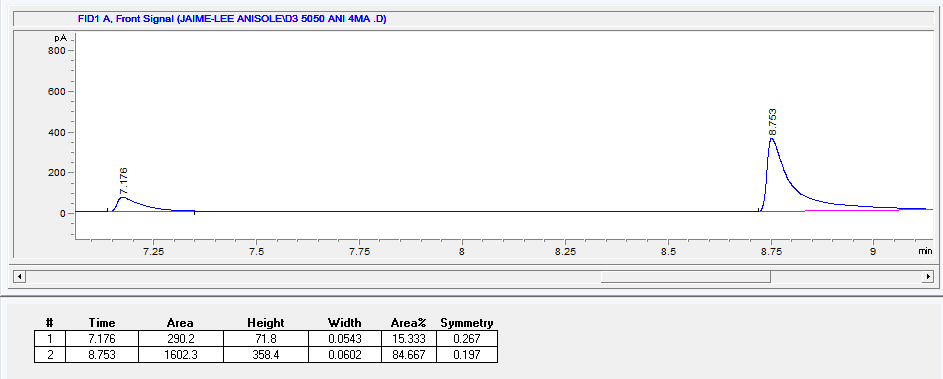 FID1 A, Front Signal (JAIME-LEE ANISOLE\D3 5050 ANI 4MA .D)
pA
800
600
400
200
0
7.176
8.753
7.25 7.5 7.75 8 8.25 8.5 8.75 9 min
# Time Area Height Width Area% Symmetry
1 7.176 290.2 71.8 0.0543 15.333 0.267
2 8.753 1602.3 358.4 0.0602 84.667 0.197